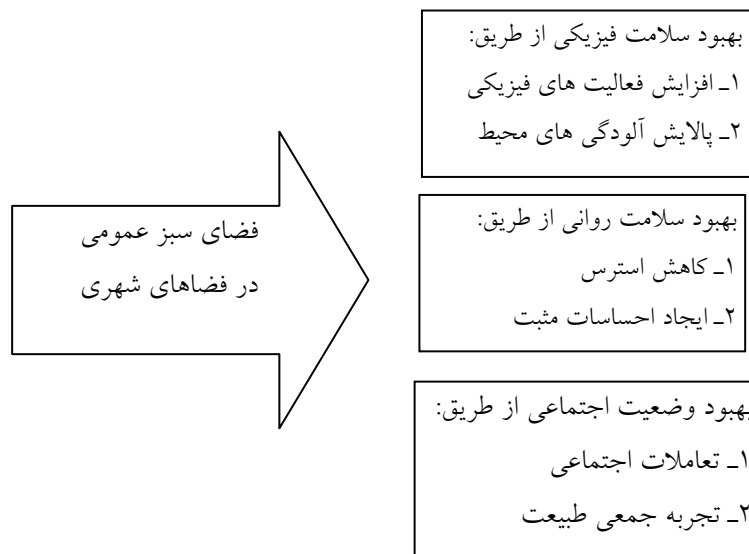 فضای سبز عمومی
در فضاهای شهری
بهبود سلامت فیزیکی از طریق:
۱ـ افزایش فعالیت های فیزیکی
۲ـ پالایش آلودگی های محیط
بهبود سلامت روانی از طریق:
۱ـ کاهش استرس
۲ـ ایجاد احساسات مثبت
بهبود وضعیت اجتماعی از طریق:
۱ـ تعاملات اجتماعی
۲ـ تجربه جمعی طبیعت